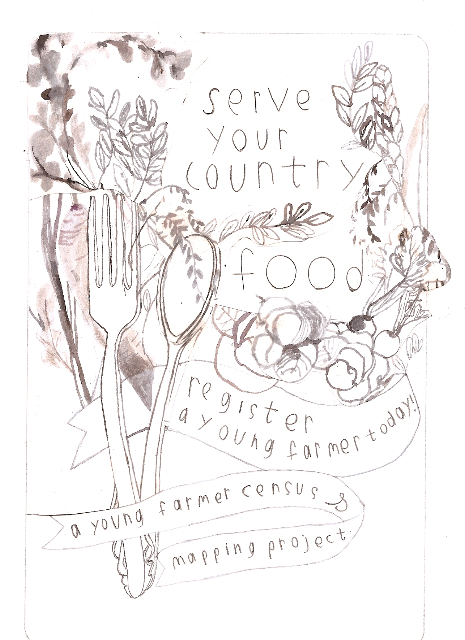 serve
your
country
food
register
a young farmer today!
a young farmer census &
mapping project